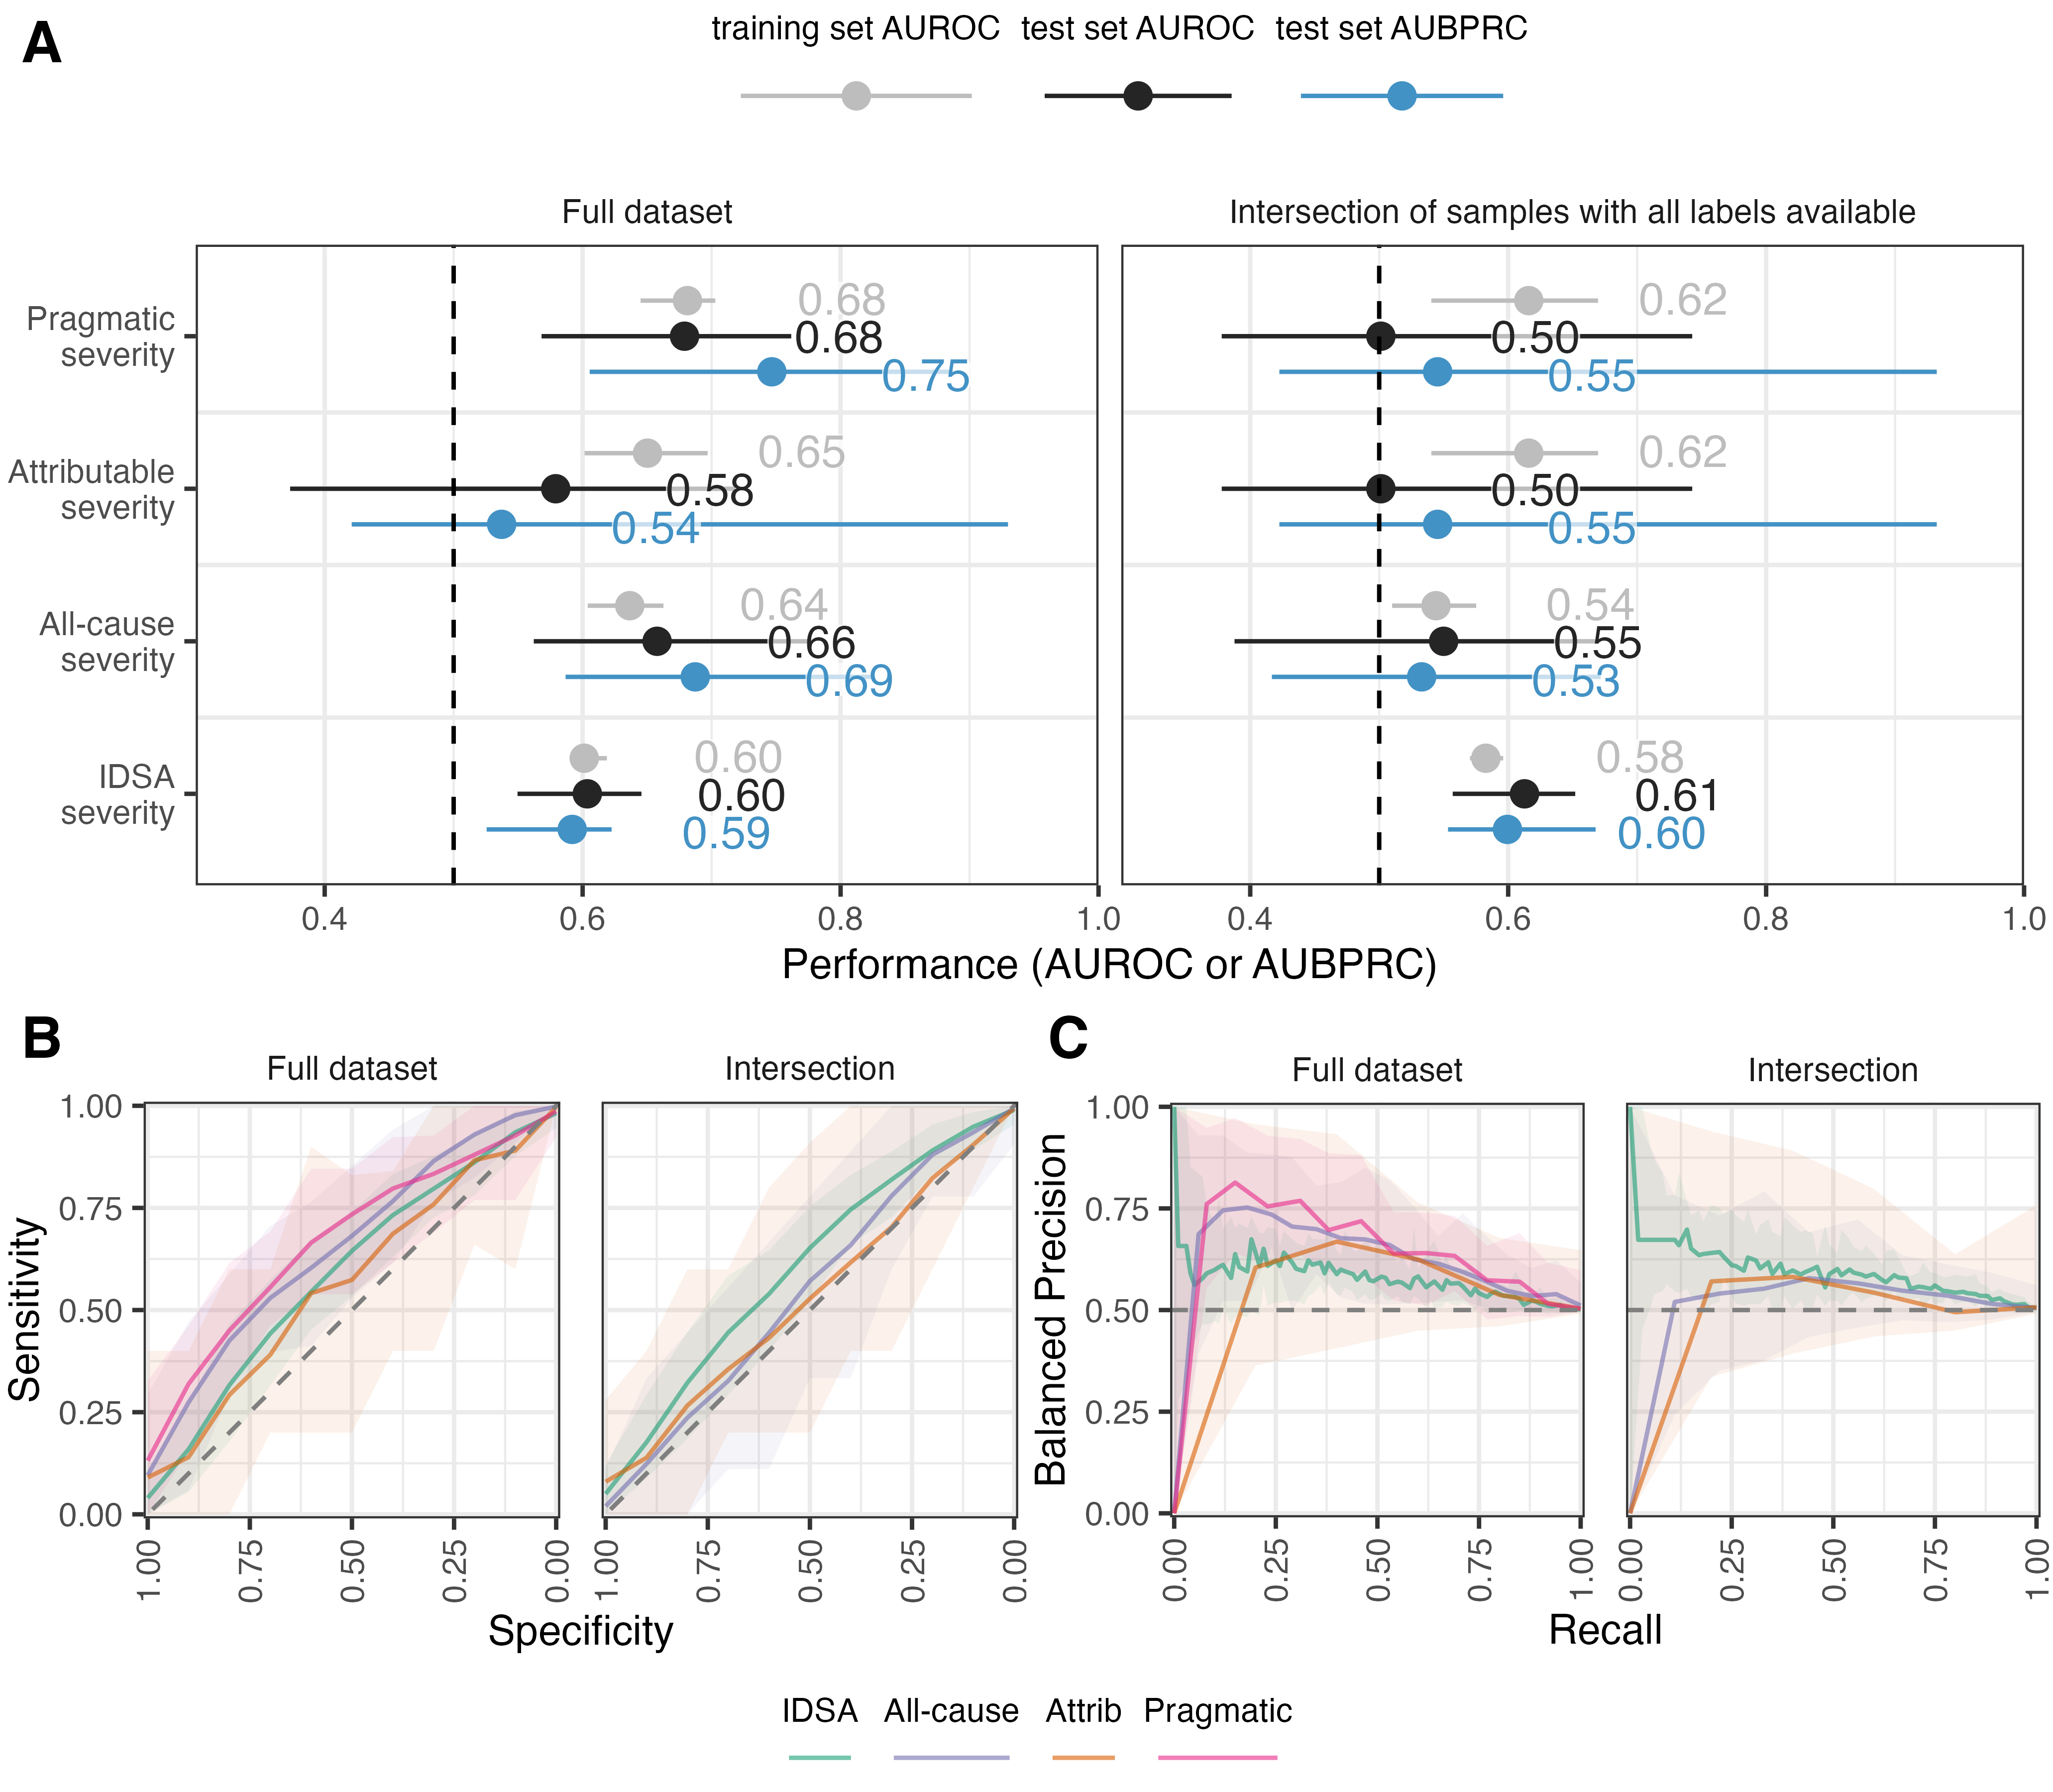 A
training set AUROC test set AUROC test set AUBPRC
Full dataset
Intersection of samples with all labels available
Pragmatic
severity
Attributable
severity
All-cause
severity
IDSA
severity
0.68
0.68
0.75
0.65
0.58
0.54
0.64
0.66
0.69
0.60
0.60
0.59
0.62
0.50
0.55
0.62
0.50
0.55
0.54
0.55
0.53
0.58
0.61
0.60
0.4 0.6 0.8 1.0
0.4 0.6 0.8 1.0
Performance (AUROC or AUBPRC)
B
Full dataset Intersection
Sensitivity
1.00
0.75
0.50
0.25
0.00
1.00 0.75 0.50 0.25 0.00
1.00 0.75 0.50 0.25 0.00
Specificity
C
Full dataset Intersection
Balanced Precision
1.00
0.75
0.50
0.25
0.00
0.00 0.25 0.50 0.75 1.00
0.00 0.25 0.50 0.75 1.00
Recall
IDSA All-cause Attrib Pragmatic